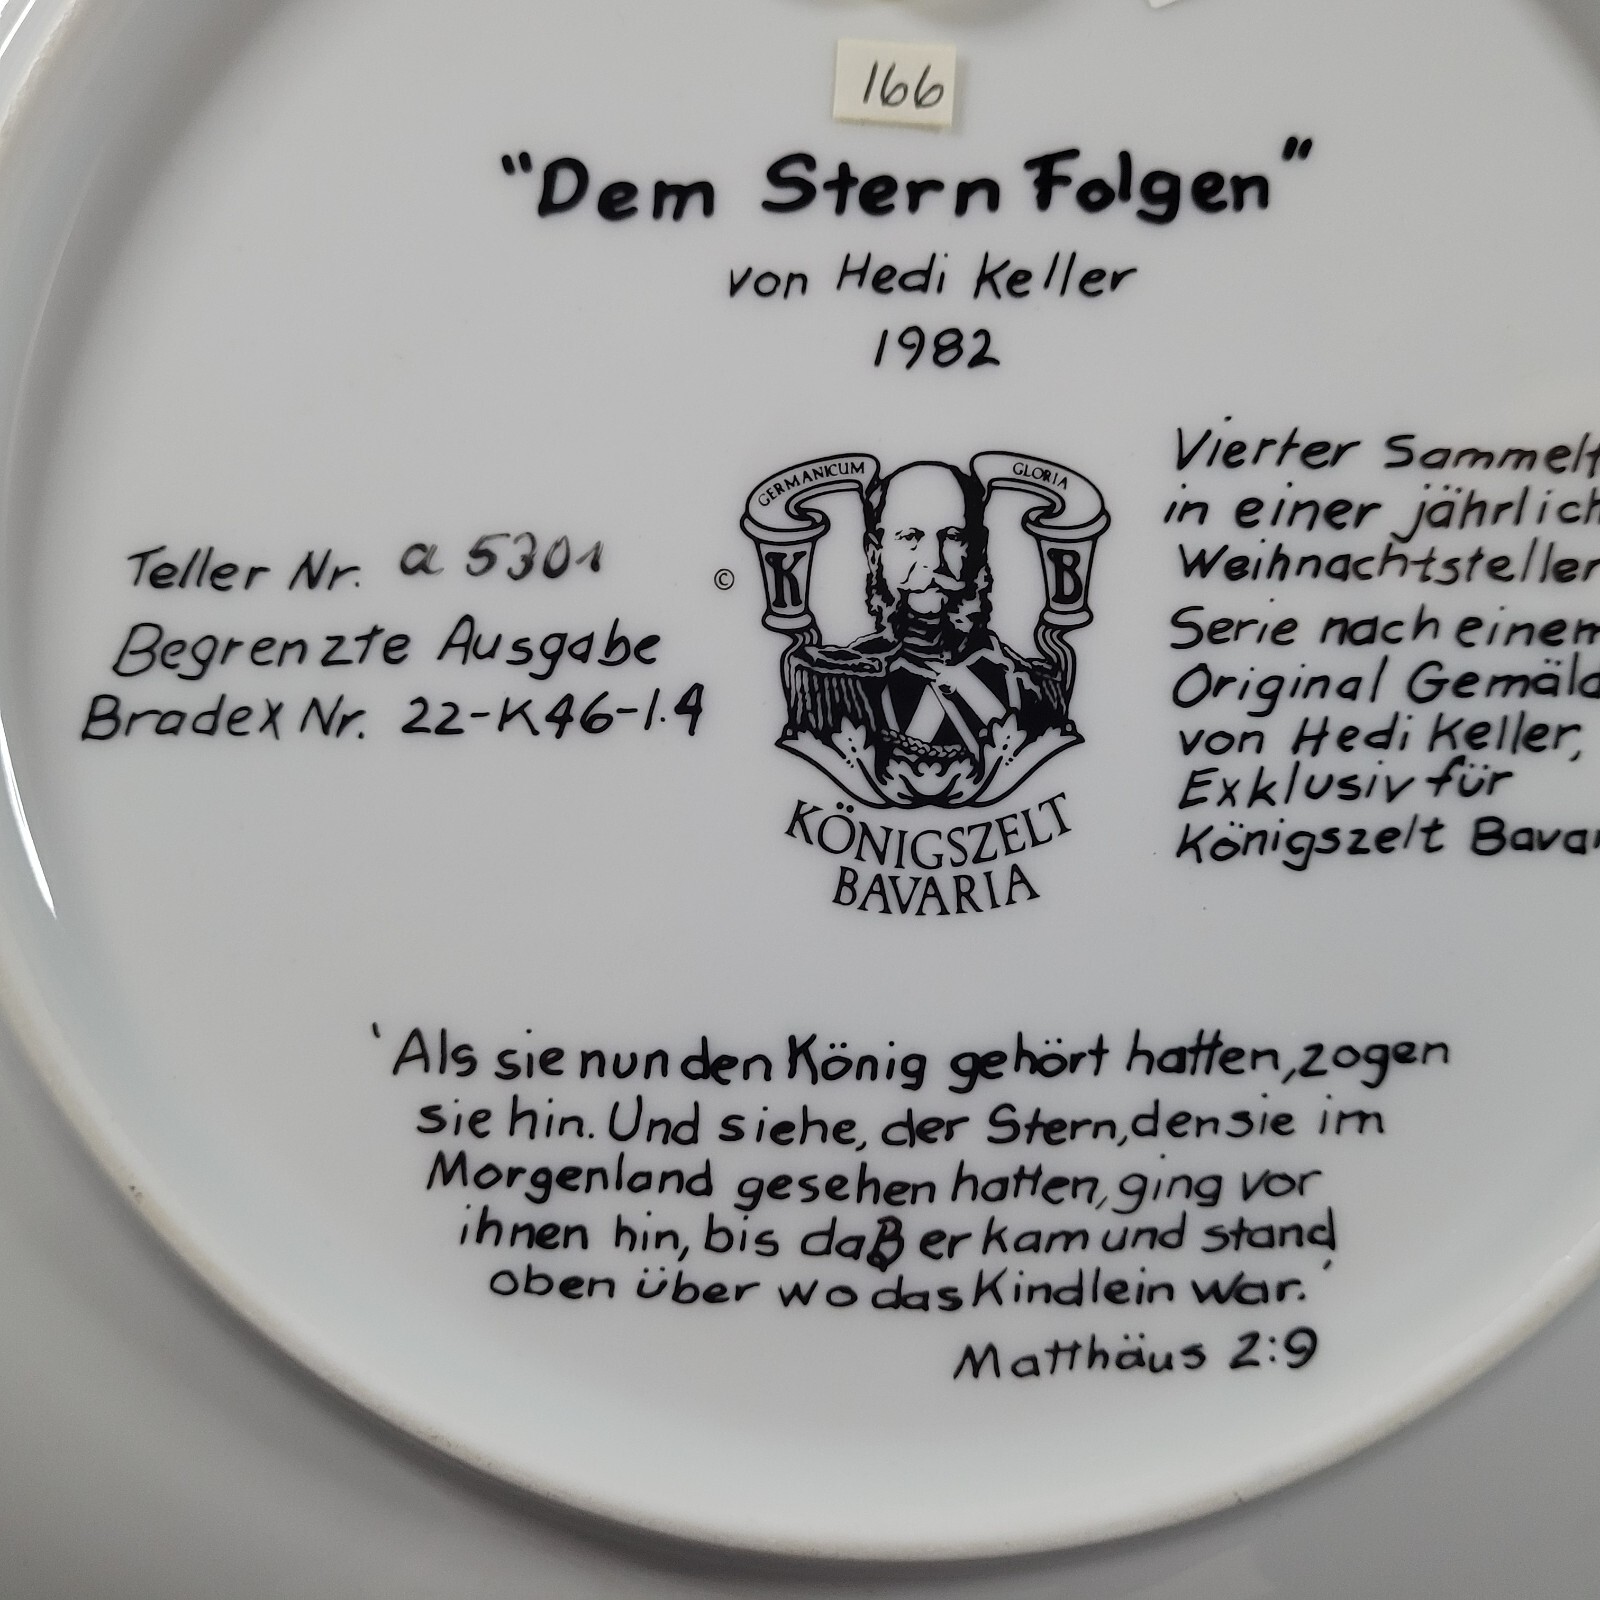 166
"Dem Stern Folgen"
von Hedi Keller
1982
Teller Nr. a 5301
Begrenzte Ausgabe
Bradex Nr. 22-K46-1.4
©
GERMANICUM GLORIA
K B
KÖNIGSZELT
BAVARIA
Vierter Sammelt
in einer jährlich
Weihnachtsteller
Serie nach einem
Original Gemäld
von Hedi Keller,
Exklusiv für
Königszelt Bavar
'Als sie nun den König gehört hatten, zogen
sie hin. Und siehe, der Stern, den sie im
Morgenland gesehen hatten, ging vor
ihnen hin, bis daß er kam und stand
oben über wo das Kindlein war.'
Matthäus 2:9